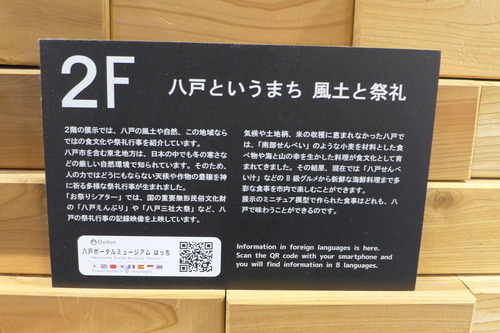 2F
八戸というまち 風土と祭礼
2階の展示では、八戸の風土や自然、この地域なら
ではの食文化や祭礼行事を紹介しています。
八戸市を含む東北地方は、日本の中でも冬の寒さな
どの厳しい自然環境で知られています。そのため、
人の力ではどうにもならない天候や作物の豊穣を神
に祈る多様な祭礼行事が生まれました。
「お祭りシアター」では、国の重要無形民俗文化財
の「八戸えんぶり」や「八戸三社大祭」など、八
戸の祭礼行事の記録映像を上映しています。
気候や土地柄、米の収穫に恵まれなかった八戸で
は、「南部せんべい」のような小麦を材料とした食
べ物や海と山の幸を生かした料理が食文化として育
まれてきました。その結果、現在では「八戸せんべ
い汁」などのB級グルメから新鮮な海鮮料理まで多
彩な食事を市内で楽しむことができます。
展示のミニチュア模型で作られた食事はどれも、八
戸で味わうことができるのです。
八戸ポータルミュージアム はっち
Information in foreign languages is here.
Scan the QR code with your smartphone and
you will find information in 8 languages.